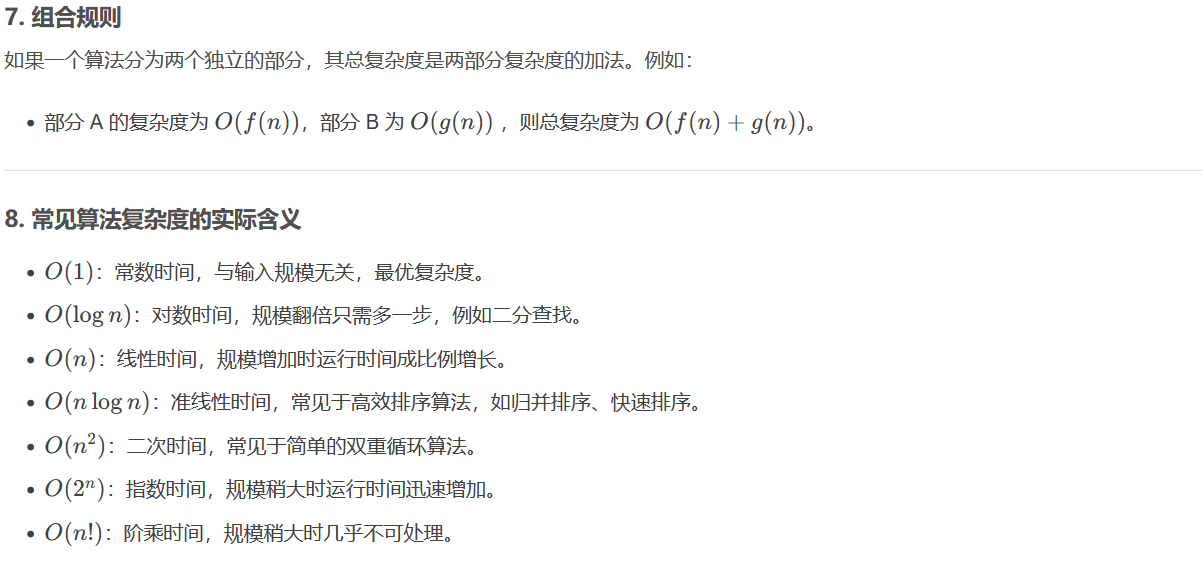 7. 组合规则
如果一个算法分为两个独立的部分，其总复杂度是两部分复杂度的加法。例如：
• 部分 A 的复杂度为 O(f(n))，部分 B 为 O(g(n)) ，则总复杂度为 O(f(n) + g(n))。
8. 常见算法复杂度的实际含义
• O(1)：常数时间，与输入规模无关，最优复杂度。
• O(log n)：对数时间，规模翻倍只需多一步，例如二分查找。
• O(n)：线性时间，规模增加时运行时间成比例增长。
• O(n log n)：准线性时间，常见于高效排序算法，如归并排序、快速排序。
• O(n²)：二次时间，常见于简单的双重循环算法。
• O(2ⁿ)：指数时间，规模稍大时运行时间迅速增加。
• O(n!)：阶乘时间，规模稍大时几乎不可处理。